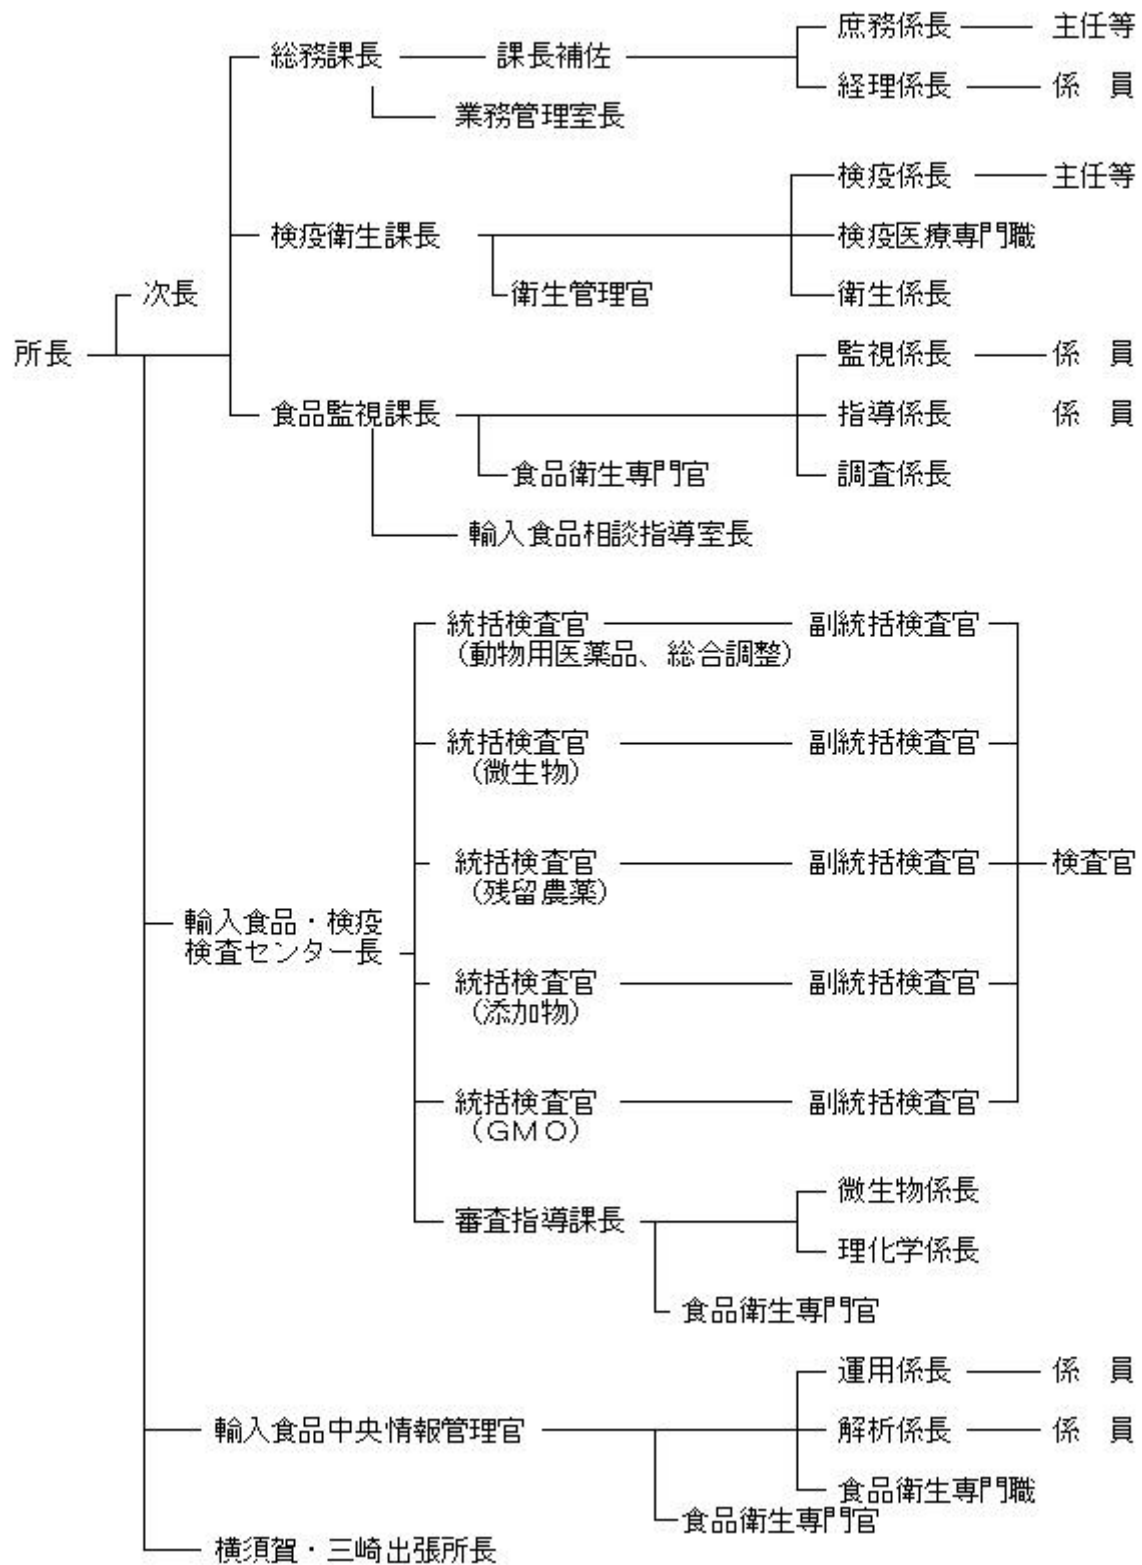 庶務係長 主任等
総務課長 課長補佐
経理係長 係 員
業務管理室長
検疫係長 主任等
検疫衛生課長 検疫医療専門職
次長 衛生管理官 衛生係長
所長 監視係長 係 員
食品監視課長 指導係長 係 員
食品衛生専門官 調査係長
輸入食品相談指導室長
統括検査官 副統括検査官
(動物用医薬品、総合調整)
統括検査官 副統括検査官
(微生物)
統括検査官 副統括検査官 検査官
(残留農薬)
輸入食品・検疫
検査センター長
統括検査官 副統括検査官
(添加物)
統括検査官 副統括検査官
(GMO)
微生物係長
審査指導課長
理化学係長
食品衛生専門官
運用係長 係 員
輸入食品中央情報管理官 解析係長 係 員
食品衛生専門職
食品衛生専門官
横須賀・三崎出張所長